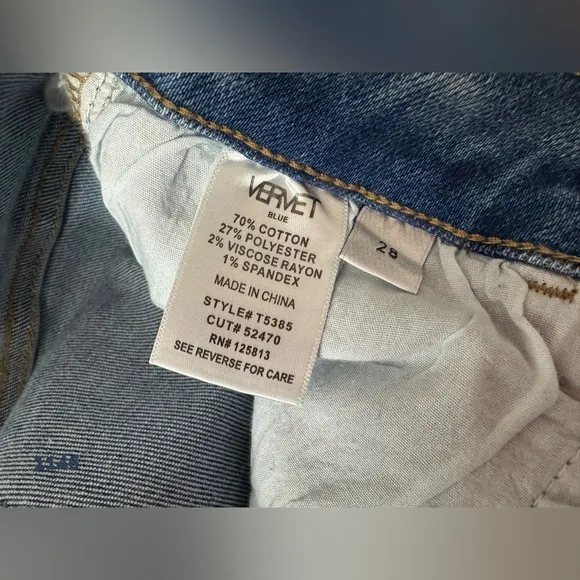 VERVET
BLUE
70% COTTON
27% POLYESTER
2% VISCOSE RAYON
1% SPANDEX
MADE IN CHINA
STYLE# T5385
CUT# 52470
RN# 125813
SEE REVERSE FOR CARE
28